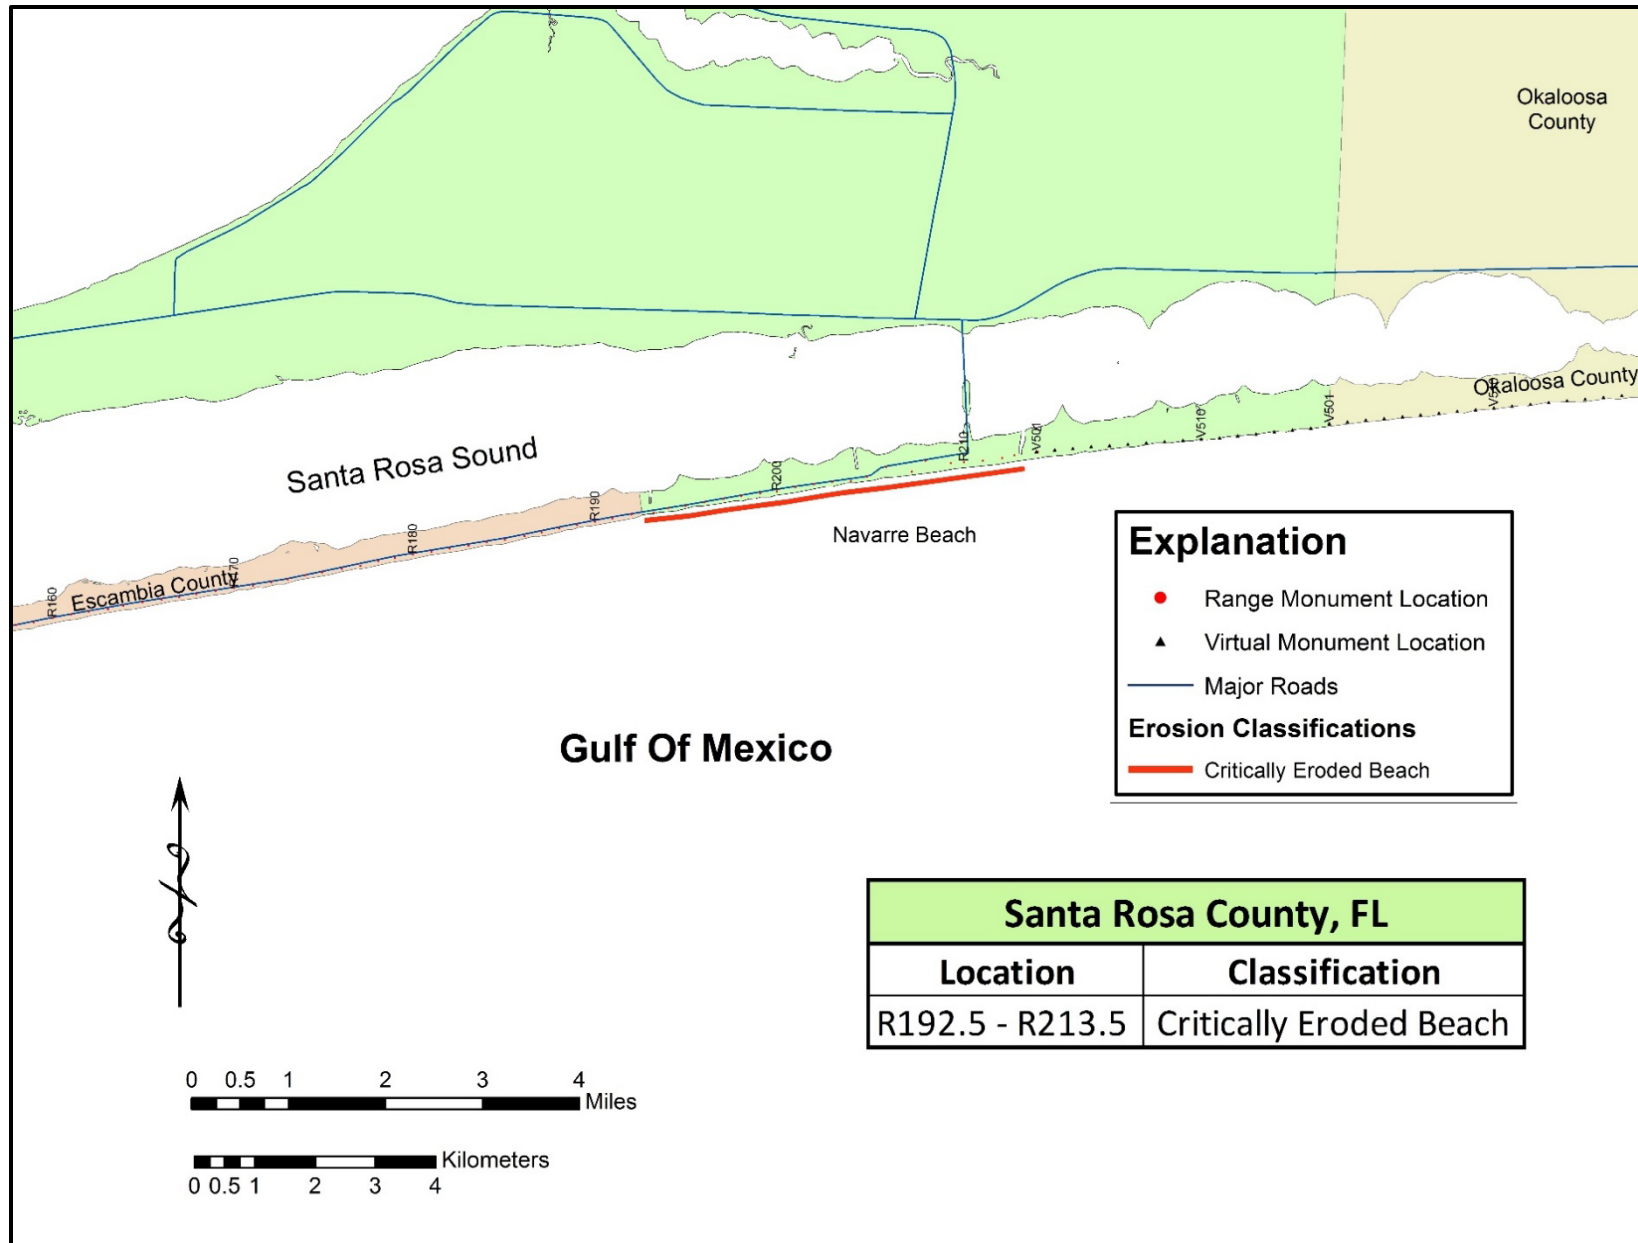 Okaloosa
County
Okaloosa County
V510
V501
V510
V501
R210
R200
R190
R180
R170
R160
Santa Rosa Sound
Escambia County
Navarre Beach
Gulf Of Mexico
Explanation
Range Monument Location
Virtual Monument Location
Major Roads
Erosion Classifications
Critically Eroded Beach
Santa Rosa County, FL
Location Classification
R192.5 - R213.5 Critically Eroded Beach
0 0.5 1 2 3 4
Miles
Kilometers
0 0.5 1 2 3 4